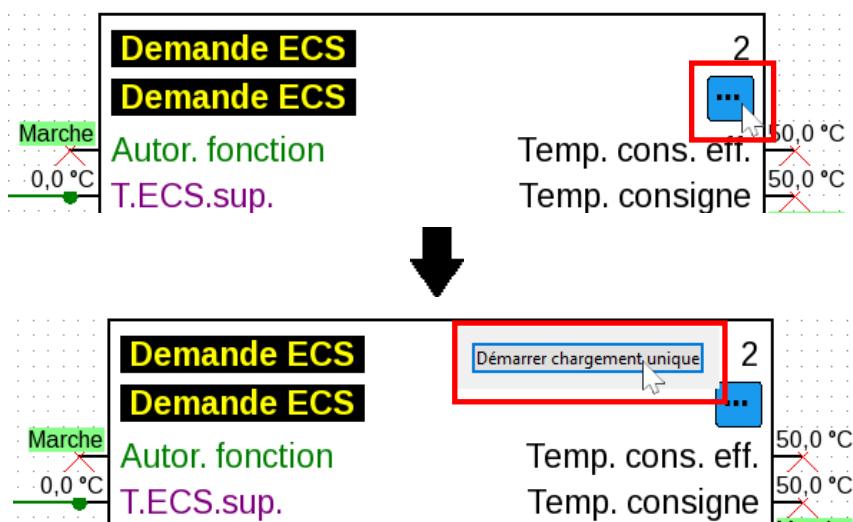 Demande ECS 2
Demande ECS ...
Marche Autor. fonction Temp. cons. eff. 50,0 °C
0,0 °C T.ECS.sup. Temp. consigne 50,0 °C
Demande ECS Démarrer chargement unique 2
Demande ECS ...
Marche Autor. fonction Temp. cons. eff. 50,0 °C
0,0 °C T.ECS.sup. Temp. consigne 50,0 °C